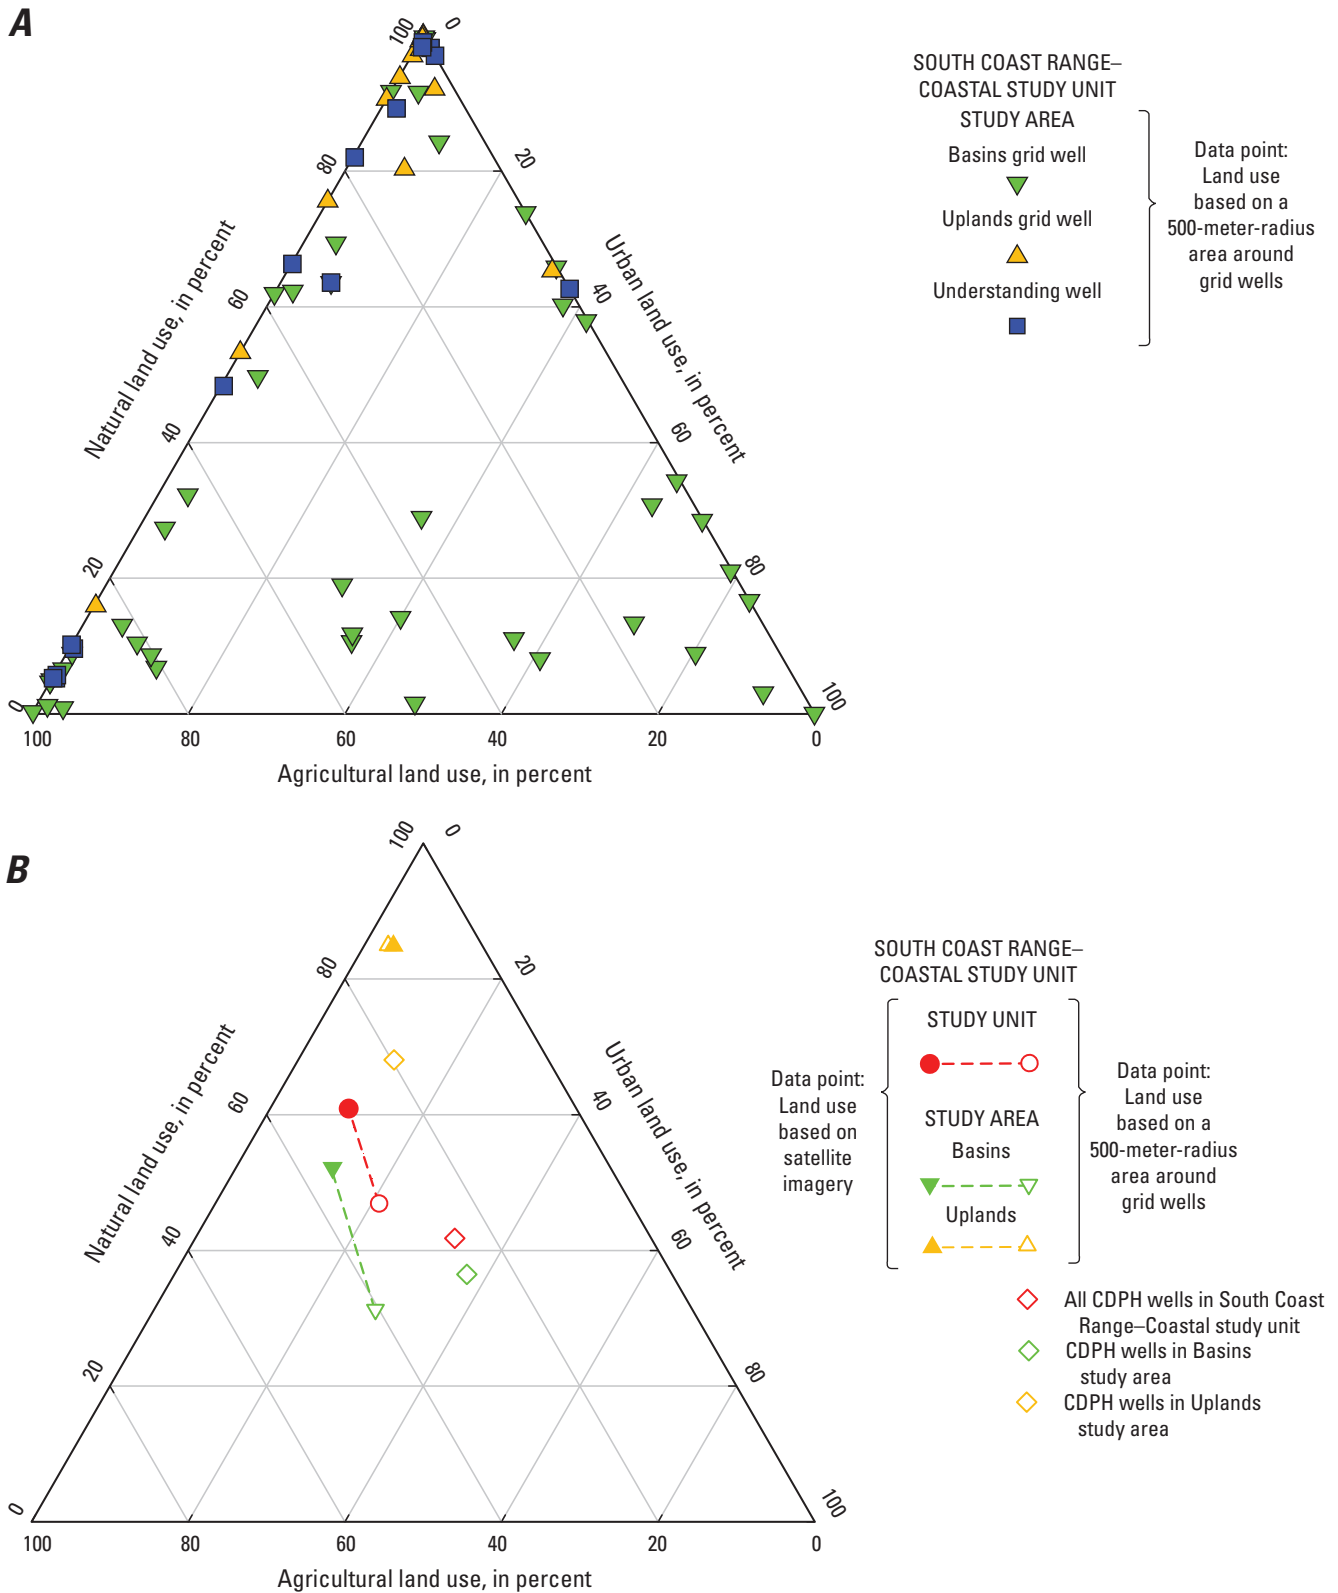 A
100
0
SOUTH COAST RANGE–
COASTAL STUDY UNIT
STUDY AREA
Basins grid well
Uplands grid well
Understanding well
Data point:
Land use
based on a
500-meter-radius
area around
grid wells
80
20
Natural land use, in percent
Urban land use, in percent
60
40
40
60
20
80
0
100
100
80
60
40
20
0
Agricultural land use, in percent
B
100
0
SOUTH COAST RANGE–
COASTAL STUDY UNIT
STUDY UNIT
STUDY AREA
Basins
Uplands
Data point:
Land use
based on
satellite
imagery
Data point:
Land use
based on a
500-meter-radius
area around
grid wells
All CDPH wells in South Coast
Range–Coastal study unit
CDPH wells in Basins
study area
CDPH wells in Uplands
study area
80
20
Natural land use, in percent
Urban land use, in percent
60
40
40
60
20
80
0
100
100
80
60
40
20
0
Agricultural land use, in percent